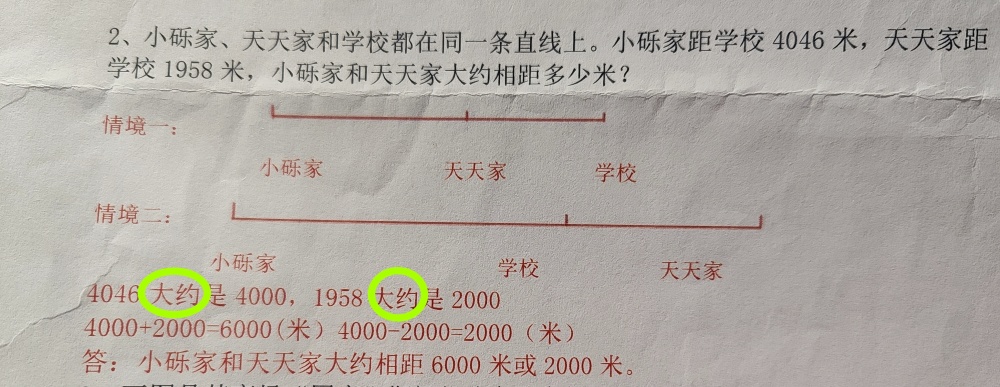 2、小砾家、天天家和学校都在同一条直线上。小砾家距学校 4046 米，天天家距
学校 1958 米，小砾家和天天家大约相距多少米？
情境一：
小砾家 天天家 学校
情境二：
小砾家 学校 天天家
4046 大约是 4000，1958 大约是 2000
4000+2000=6000(米）4000-2000=2000（米）
答：小砾家和天天家大约相距 6000 米或 2000 米。